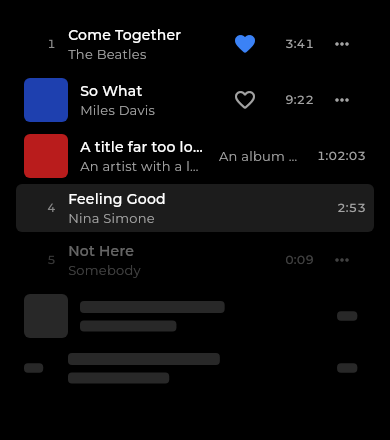 1 Come Together 3:41
The Beatles
So What 9:22
Miles Davis
A title far too lo... An album ... 1:02:03
An artist with a l...
4 Feeling Good 2:53
Nina Simone
5 Not Here 0:09
Somebody